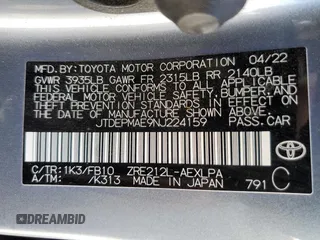 MFD.BY:TOYOTA MOTOR CORPORATION 04/22
GVWR 3935LB GAWR FR 2315LB RR 2140LB
THIS VEHICLE CONFORMS TO ALL APPLICABLE
FEDERAL MOTOR VEHICLE SAFETY, BUMPER, AND
THEFT PREVENTION STANDARDS IN EFFECT ON THE
DATE OF MANUFACTURE SHOWN ABOVE.
JTDEPMAE9NJ224159 PASS.CAR
C/TR:1K3/FB10 ZRE212L-AEXLPA
A/TM: /K313 MADE IN JAPAN 791 C
TOYOTA
DREAMBID